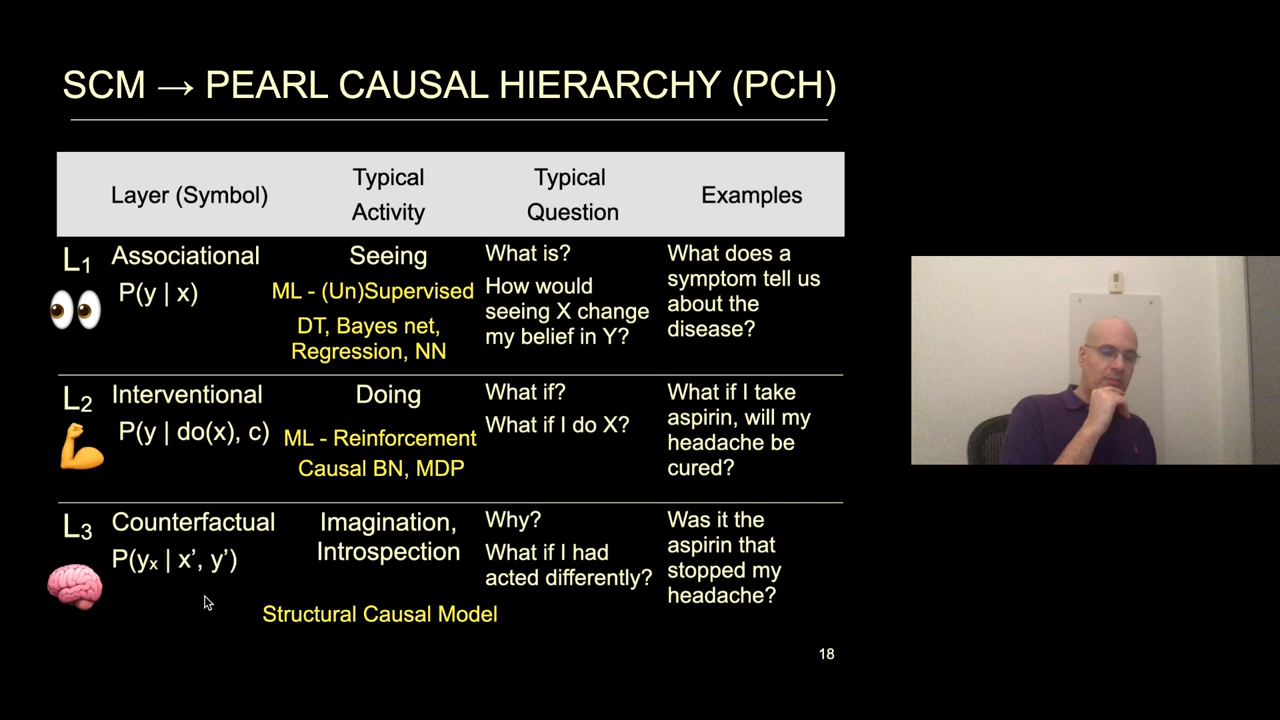 SCM → PEARL CAUSAL HIERARCHY (PCH)
Layer (Symbol)
Typical
Activity
Typical
Question
Examples
L₁ Associational
P(y | x)
Seeing
ML - (Un)Supervised
DT, Bayes net,
Regression, NN
What is?
How would
seeing X change
my belief in Y?
What does a
symptom tell us
about the
disease?
L₂ Interventional
P(y | do(x), c)
Doing
ML - Reinforcement
Causal BN, MDP
What if?
What if I do X?
What if I take
aspirin, will my
headache be
cured?
L₃ Counterfactual
P(yₓ | x’, y’)
Imagination,
Introspection
Structural Causal Model
Why?
What if I had
acted differently?
Was it the
aspirin that
stopped my
headache?
18